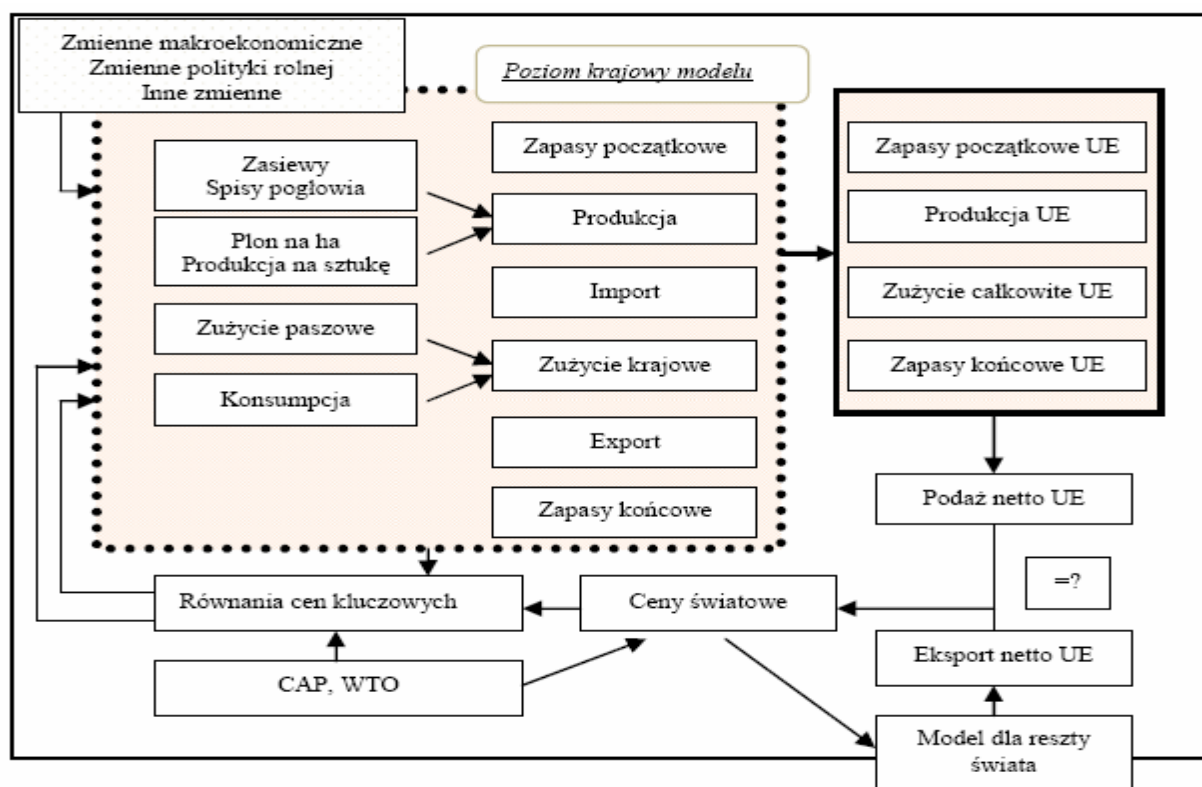 Zmienne makroekonomiczne
Zmienne polityki rolnej
Inne zmienne
Poziom krajowy modelu
Zasiewy
Spisy pogłowia
Plon na ha
Produkcja na sztukę
Zużycie paszowe
Konsumpcja
Zapasy początkowe
Produkcja
Import
Zużycie krajowe
Export
Zapasy końcowe
Zapasy początkowe UE
Produkcja UE
Zużycie całkowite UE
Zapasy końcowe UE
Podaż netto UE
=?
Równania cen kluczowych
Ceny światowe
Eksport netto UE
CAP, WTO
Model dla reszty
świata